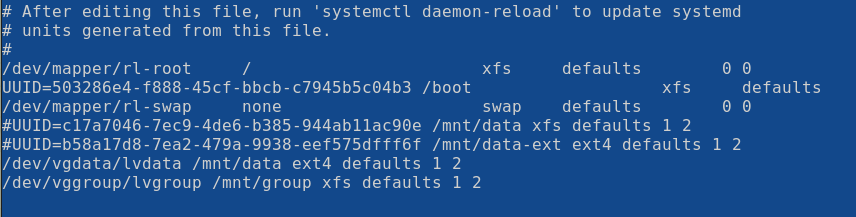 # After editing this file, run 'systemctl daemon-reload' to update systemd
# units generated from this file.
#
/dev/mapper/rl-root     /                       xfs     defaults        0 0
UUID=503286e4-f888-45cf-bbcb-c7945b5c04b3 /boot                   xfs     defaults
/dev/mapper/rl-swap     none                    swap    defaults        0 0
#UUID=c17a7046-7ec9-4de6-b385-944ab11ac90e /mnt/data xfs defaults 1 2
#UUID=b58a17d8-7ea2-479a-9938-eef575dfff6f /mnt/data-ext ext4 defaults 1 2
/dev/vgdata/lvdata /mnt/data ext4 defaults 1 2
/dev/vggroup/lvgroup /mnt/group xfs defaults 1 2